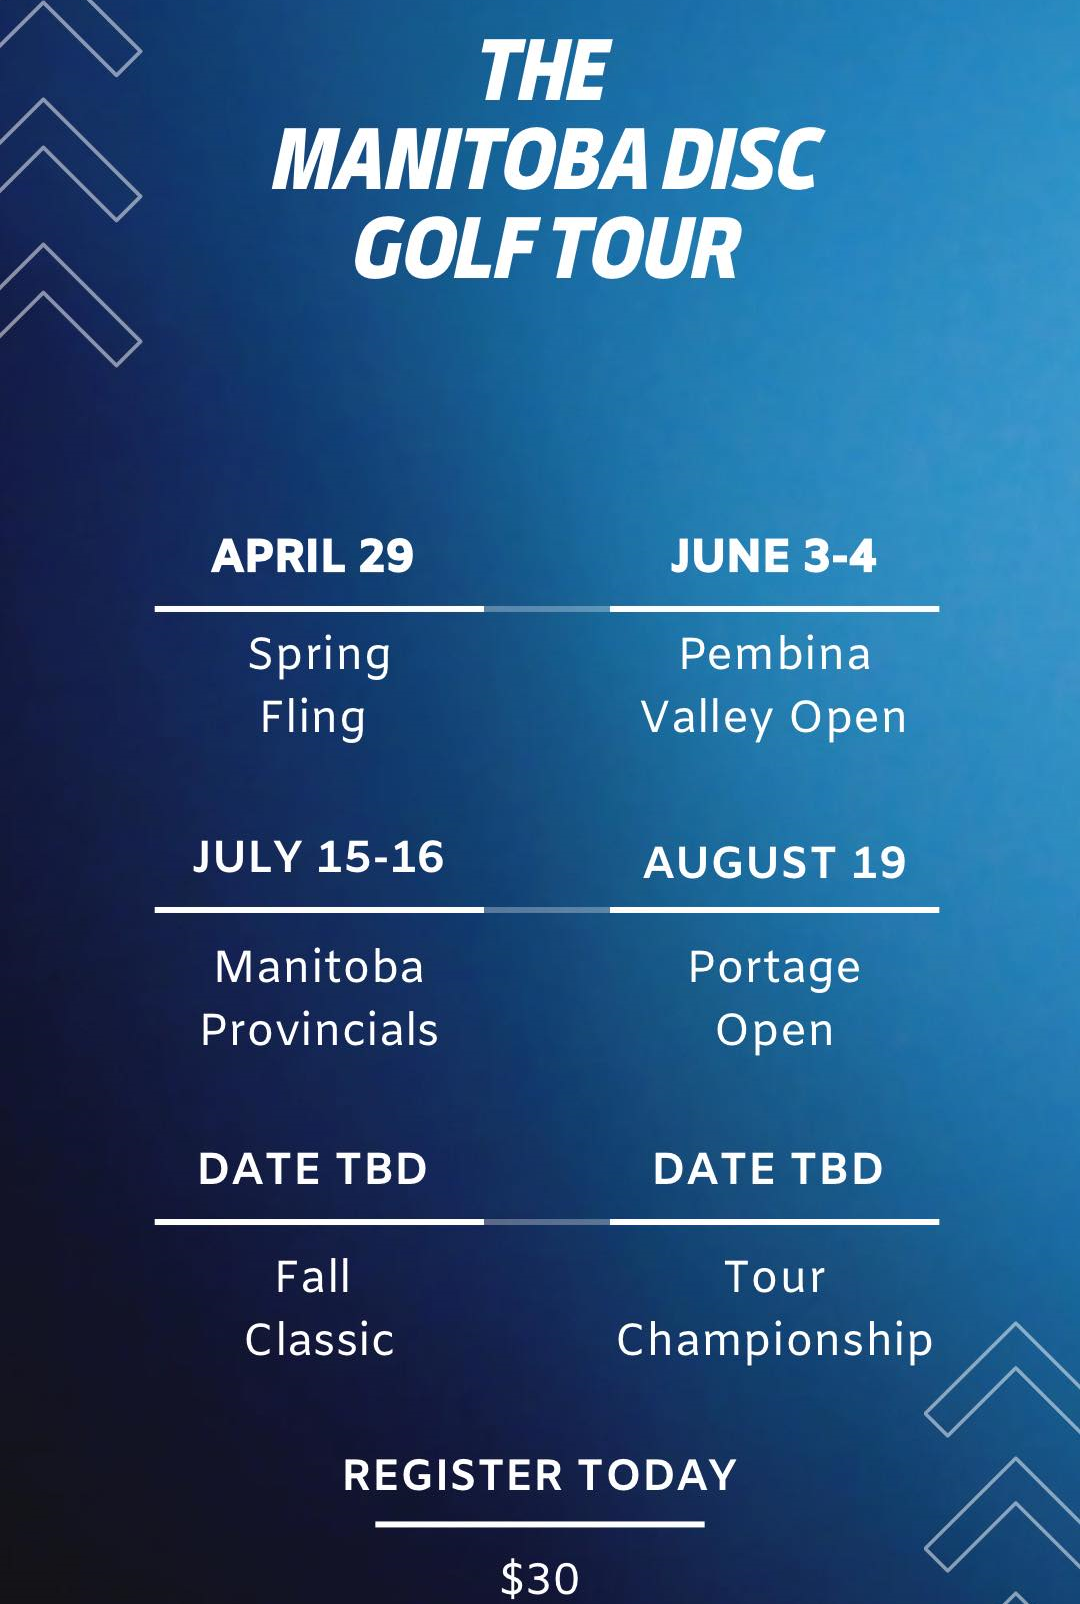 THE
MANITOBA DISC
GOLF TOUR
APRIL 29
Spring
Fling
JUNE 3-4
Pembina
Valley Open
JULY 15-16
Manitoba
Provincials
AUGUST 19
Portage
Open
DATE TBD
Fall
Classic
DATE TBD
Tour
Championship
REGISTER TODAY
$30